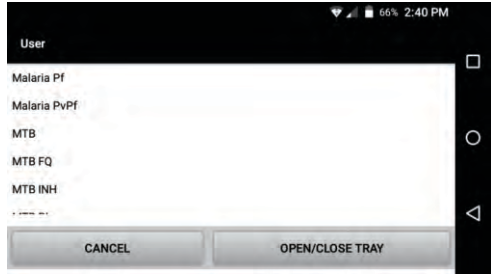 66% 2:40 PM
User
Malaria Pf
Malaria PvPf
MTB
MTB FQ
MTB INH
CANCEL
OPEN/CLOSE TRAY